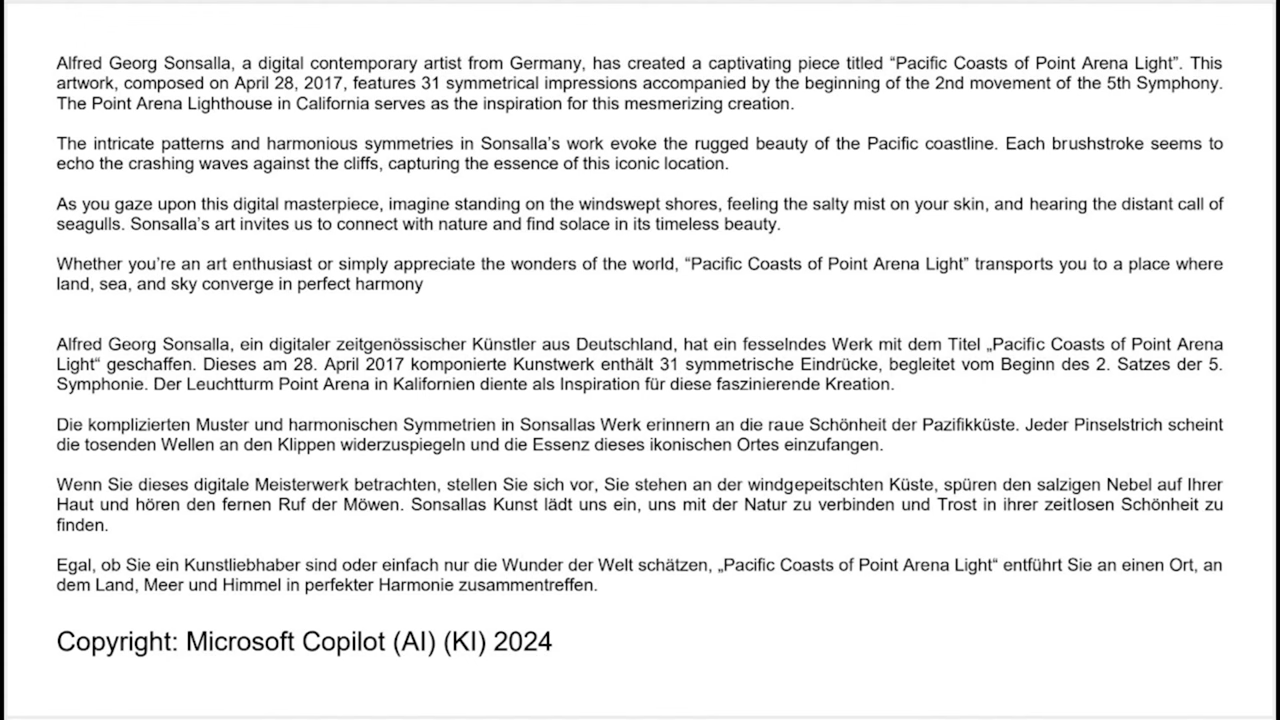 Alfred Georg Sonsalla, a digital contemporary artist from Germany, has created a captivating piece titled “Pacific Coasts of Point Arena Light”. This
artwork, composed on April 28, 2017, features 31 symmetrical impressions accompanied by the beginning of the 2nd movement of the 5th Symphony.
The Point Arena Lighthouse in California serves as the inspiration for this mesmerizing creation.
The intricate patterns and harmonious symmetries in Sonsalla’s work evoke the rugged beauty of the Pacific coastline. Each brushstroke seems to
echo the crashing waves against the cliffs, capturing the essence of this iconic location.
As you gaze upon this digital masterpiece, imagine standing on the windswept shores, feeling the salty mist on your skin, and hearing the distant call of
seagulls. Sonsalla’s art invites us to connect with nature and find solace in its timeless beauty.
Whether you’re an art enthusiast or simply appreciate the wonders of the world, “Pacific Coasts of Point Arena Light” transports you to a place where
land, sea, and sky converge in perfect harmony
Alfred Georg Sonsalla, ein digitaler zeitgenössischer Künstler aus Deutschland, hat ein fesselndes Werk mit dem Titel „Pacific Coasts of Point Arena
Light“ geschaffen. Dieses am 28. April 2017 komponierte Kunstwerk enthält 31 symmetrische Eindrücke, begleitet vom Beginn des 2. Satzes der 5.
Symphonie. Der Leuchtturm Point Arena in Kalifornien diente als Inspiration für diese faszinierende Kreation.
Die komplizierten Muster und harmonischen Symmetrien in Sonsallas Werk erinnern an die raue Schönheit der Pazifikküste. Jeder Pinselstrich scheint
die tosenden Wellen an den Klippen widerzuspiegeln und die Essenz dieses ikonischen Ortes einzufangen.
Wenn Sie dieses digitale Meisterwerk betrachten, stellen Sie sich vor, Sie stehen an der windgepeitschten Küste, spüren den salzigen Nebel auf Ihrer
Haut und hören den fernen Ruf der Möwen. Sonsallas Kunst lädt uns ein, uns mit der Natur zu verbinden und Trost in ihrer zeitlosen Schönheit zu
finden.
Egal, ob Sie ein Kunstliebhaber sind oder einfach nur die Wunder der Welt schätzen, „Pacific Coasts of Point Arena Light“ entführt Sie an einen Ort, an
dem Land, Meer und Himmel in perfekter Harmonie zusammentreffen.
Copyright: Microsoft Copilot (AI) (KI) 2024